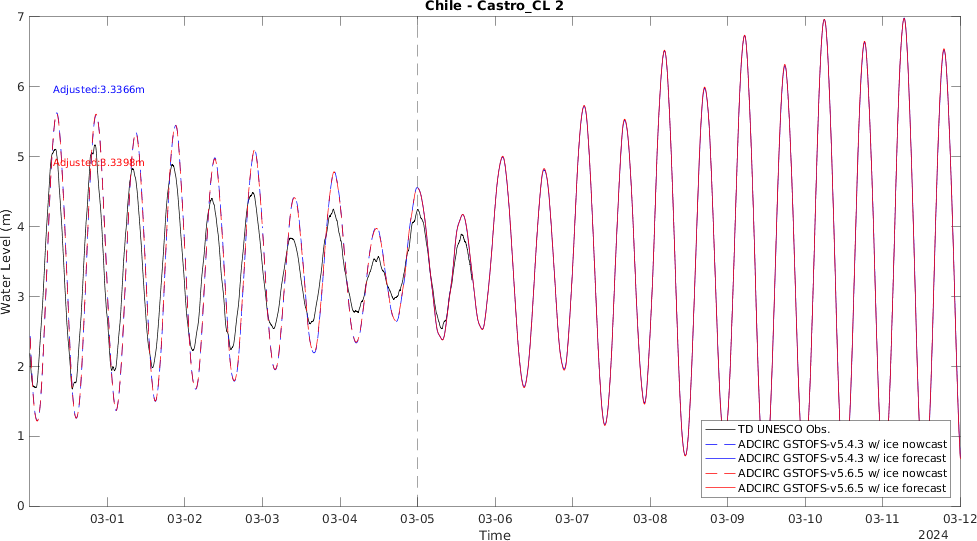 Chile - Castro_CL 2
7
6
5
4
3
2
1
0
Water Level (m)
Adjusted:3.3366m
Adjusted:3.3398m
TD UNESCO Obs.
ADCIRC GSTOFS-v5.4.3 w/ ice nowcast
ADCIRC GSTOFS-v5.4.3 w/ ice forecast
ADCIRC GSTOFS-v5.6.5 w/ ice nowcast
ADCIRC GSTOFS-v5.6.5 w/ ice forecast
03-01 03-02 03-03 03-04 03-05 03-06 03-07 03-08 03-09 03-10 03-11 03-12
Time
2024